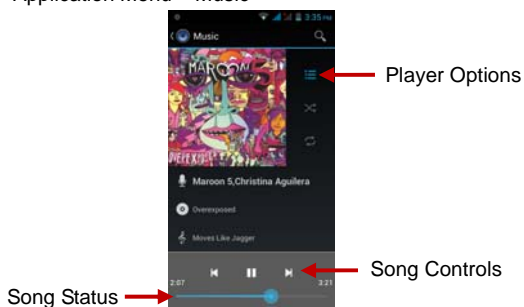 Application Menu – Music
3:35 PM
Music
MAROON 5
OVEREXPOSED
Player Options
Maroon 5,Christina Aguilera
Overexposed
Moves Like Jagger
Song Controls
2:07
3:21
Song Status